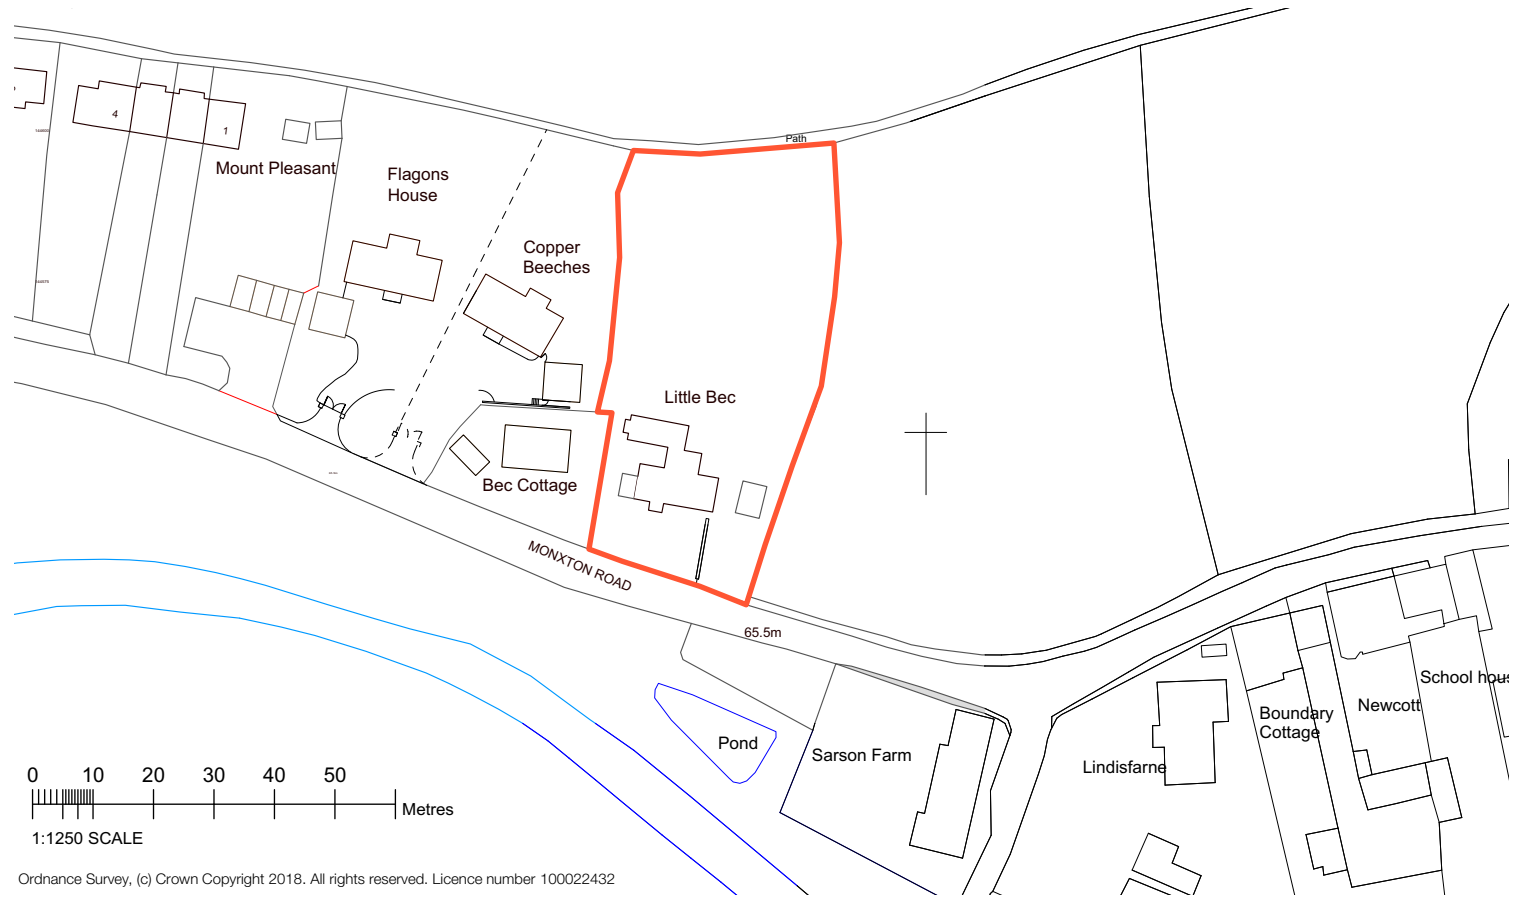 Path
4
1
Mount Pleasant
Flagons
House
Copper
Beeches
Little Bec
Bec Cottage
MONXTON ROAD
65.5m
Pond
Sarson Farm
Lindisfarne
Boundary
Cottage
Newcott
School hous
0 10 20 30 40 50
Metres
1:1250 SCALE
Ordnance Survey, (c) Crown Copyright 2018. All rights reserved. Licence number 100022432